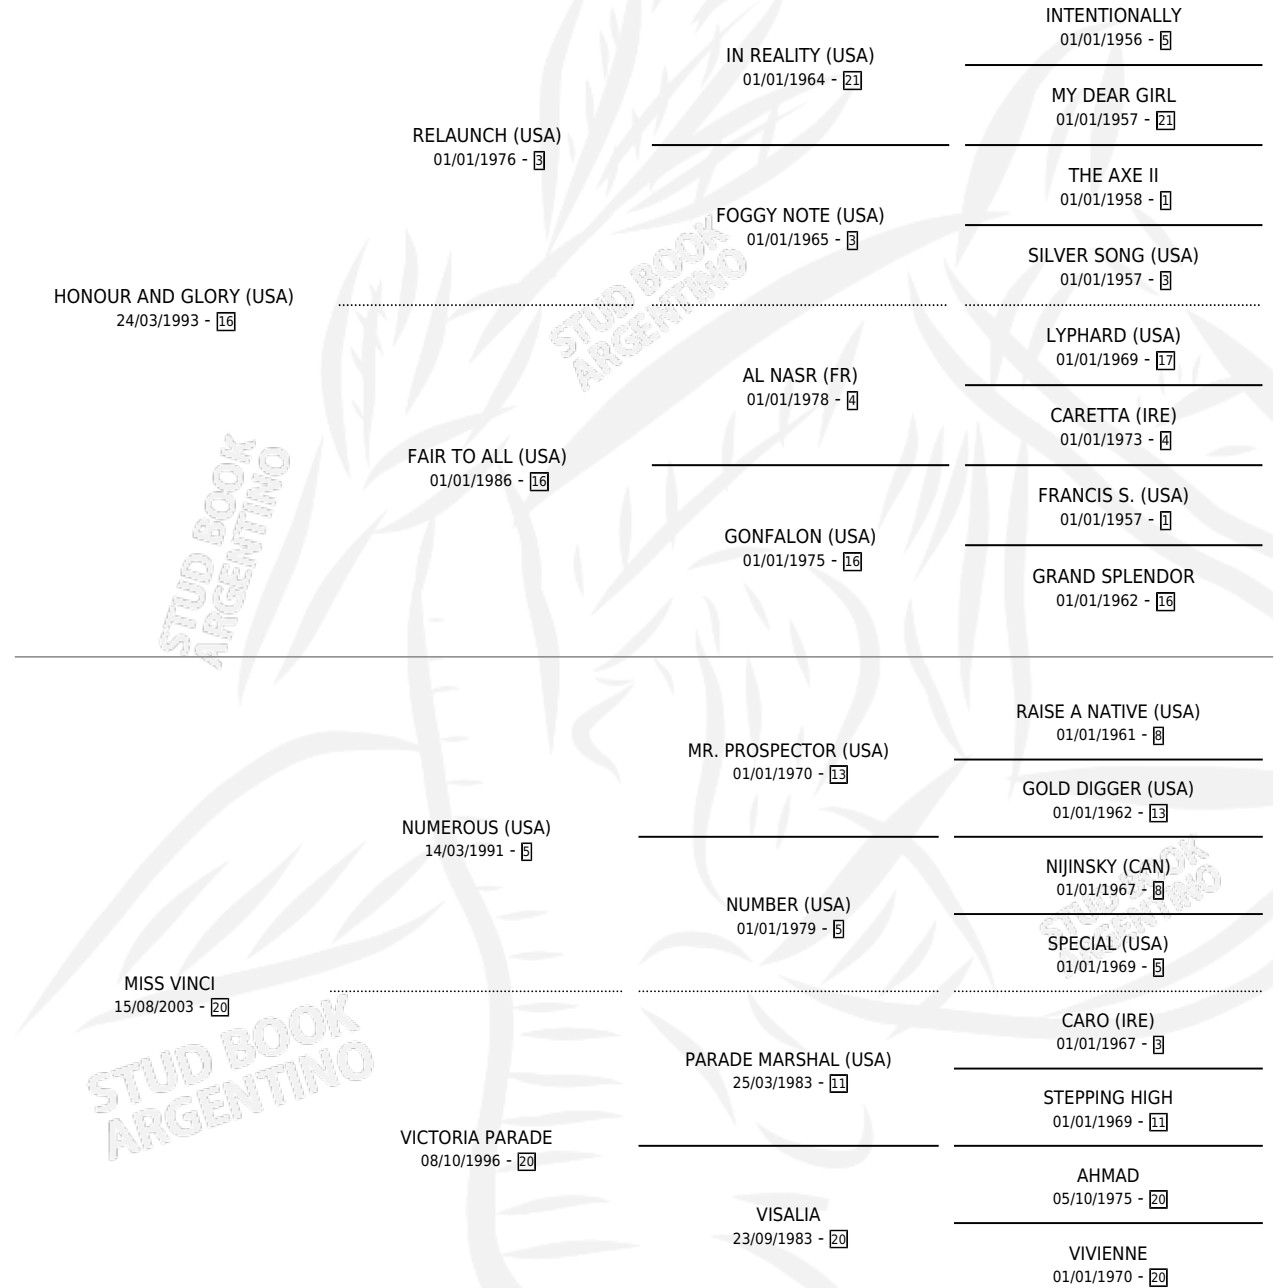 INTENTIONALLY
01/01/1956 - 5
IN REALITY (USA)
01/01/1964 - 21
MY DEAR GIRL
01/01/1957 - 21
RELAUNCH (USA)
01/01/1976 - 3
THE AXE II
01/01/1958 - 1
FOGGY NOTE (USA)
01/01/1965 - 3
SILVER SONG (USA)
01/01/1957 - 3
HONOUR AND GLORY (USA)
24/03/1993 - 16
STUD BOOK
ARGENTINO
LYPHARD (USA)
01/01/1969 - 17
AL NASR (FR)
01/01/1978 - 4
CARETTA (IRE)
01/01/1973 - 4
FAIR TO ALL (USA)
01/01/1986 - 16
FRANCIS S. (USA)
01/01/1957 - 1
GONFALON (USA)
01/01/1975 - 16
GRAND SPLENDOR
01/01/1962 - 16
STUD BOOK
ARGENTINO
RAISE A NATIVE (USA)
01/01/1961 - 8
MR. PROSPECTOR (USA)
01/01/1970 - 13
GOLD DIGGER (USA)
01/01/1962 - 13
NUMEROUS (USA)
14/03/1991 - 5
NIJINSKY (CAN)
01/01/1967 - 8
NUMBER (USA)
01/01/1979 - 5
STUD BOOK
ARGENTINO
SPECIAL (USA)
01/01/1969 - 5
MISS VINCI
15/08/2003 - 20
CARO (IRE)
01/01/1967 - 3
STUD BOOK
ARGENTINO
PARADE MARSHAL (USA)
25/03/1983 - 11
STEPPING HIGH
01/01/1969 - 11
VICTORIA PARADE
08/10/1996 - 20
AHMAD
05/10/1975 - 20
VISALIA
23/09/1983 - 20
VIVIENNE
01/01/1970 - 20